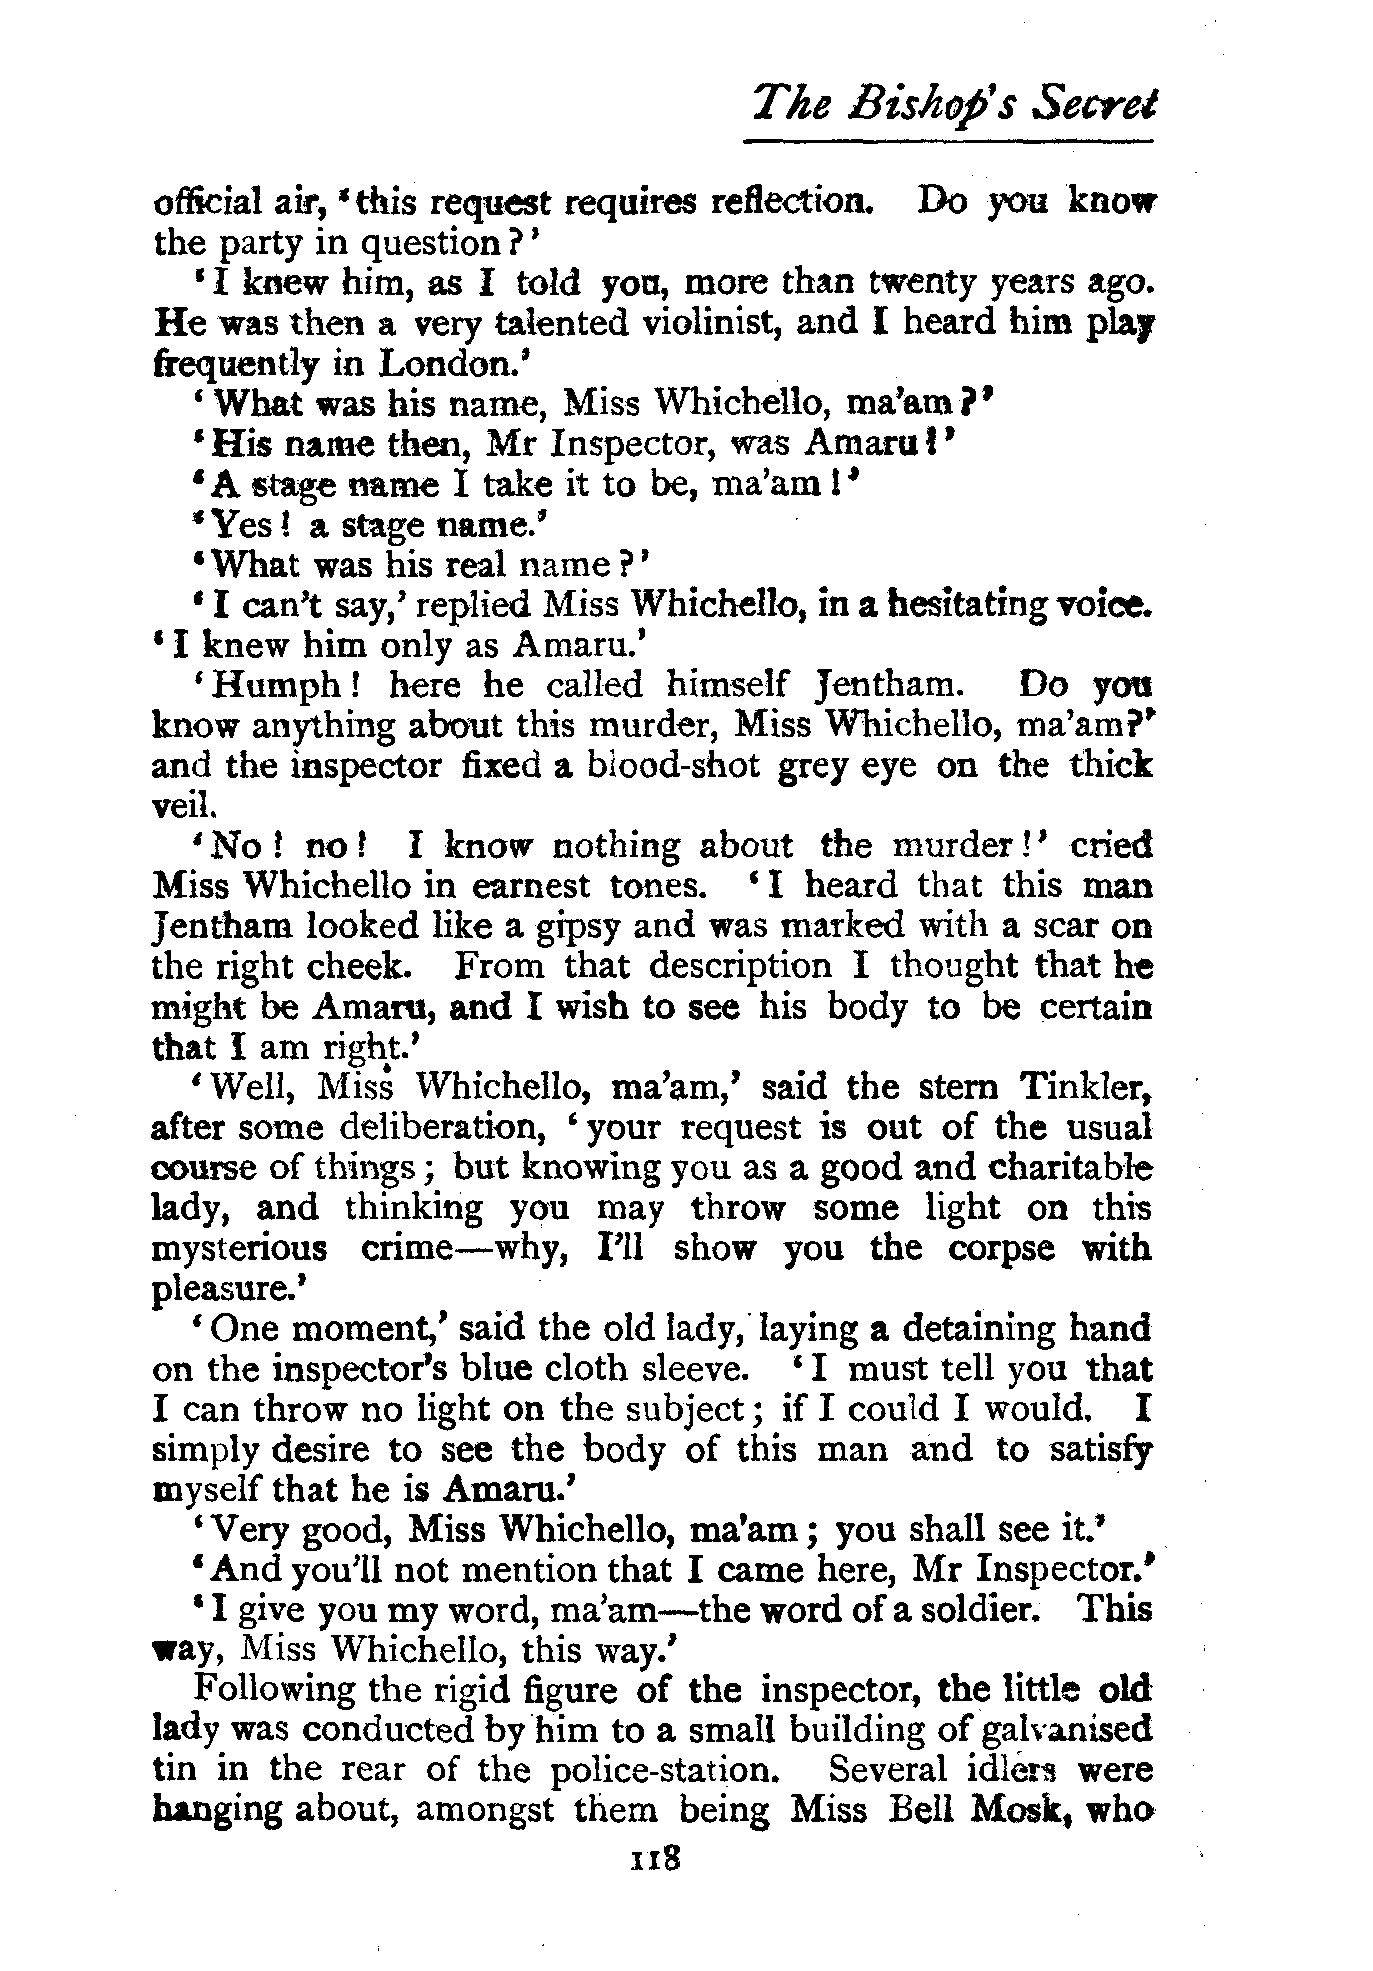 The Bishop's Secret
official air, 'this request requires reflection. Do you know
the party in question?'
'I knew him, as I told you, more than twenty years ago.
He was then a very talented violinist, and I heard him play
frequently in London.'
'What was his name, Miss Whichello, ma'am?'
'His name then, Mr Inspector, was Amaru!'
'A stage name I take it to be, ma'am!'
'Yes! a stage name.'
'What was his real name?'
'I can't say,' replied Miss Whichello, in a hesitating voice.
'I knew him only as Amaru.'
'Humph! here he called himself Jentham. Do you
know anything about this murder, Miss Whichello, ma'am?'
and the inspector fixed a blood-shot grey eye on the thick
veil.
'No! no! I know nothing about the murder!' cried
Miss Whichello in earnest tones. 'I heard that this man
Jentham looked like a gipsy and was marked with a scar on
the right cheek. From that description I thought that he
might be Amaru, and I wish to see his body to be certain
that I am right.'
'Well, Miss Whichello, ma'am,' said the stern Tinkler,
after some deliberation, 'your request is out of the usual
course of things; but knowing you as a good and charitable
lady, and thinking you may throw some light on this
mysterious crime—why, I'll show you the corpse with
pleasure.'
'One moment,' said the old lady, laying a detaining hand
on the inspector's blue cloth sleeve. 'I must tell you that
I can throw no light on the subject; if I could I would. I
simply desire to see the body of this man and to satisfy
myself that he is Amaru.'
'Very good, Miss Whichello, ma'am; you shall see it.'
'And you'll not mention that I came here, Mr Inspector.'
'I give you my word, ma'am—the word of a soldier. This
way, Miss Whichello, this way.'
Following the rigid figure of the inspector, the little old
lady was conducted by him to a small building of galvanised
tin in the rear of the police-station. Several idlers were
hanging about, amongst them being Miss Bell Mosk, who
118